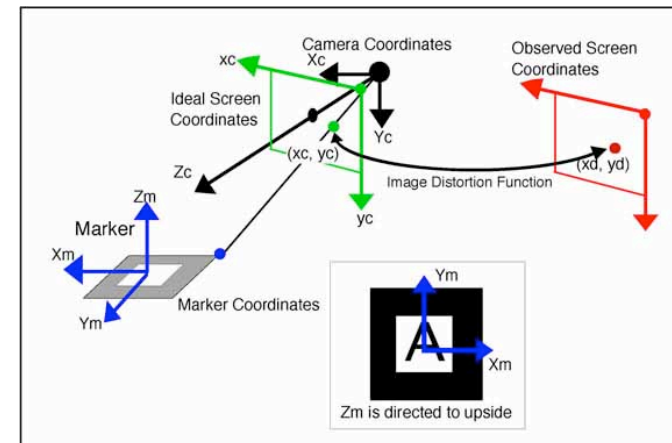 Camera Coordinates
Xc
xc
Observed Screen
Coordinates
Ideal Screen
Coordinates
Yc
(xc, yc)
(xd, yd)
Image Distortion Function
Zc
yc
Zm
Marker
Xm
Ym
Marker Coordinates
Ym
A
Xm
Zm is directed to upside